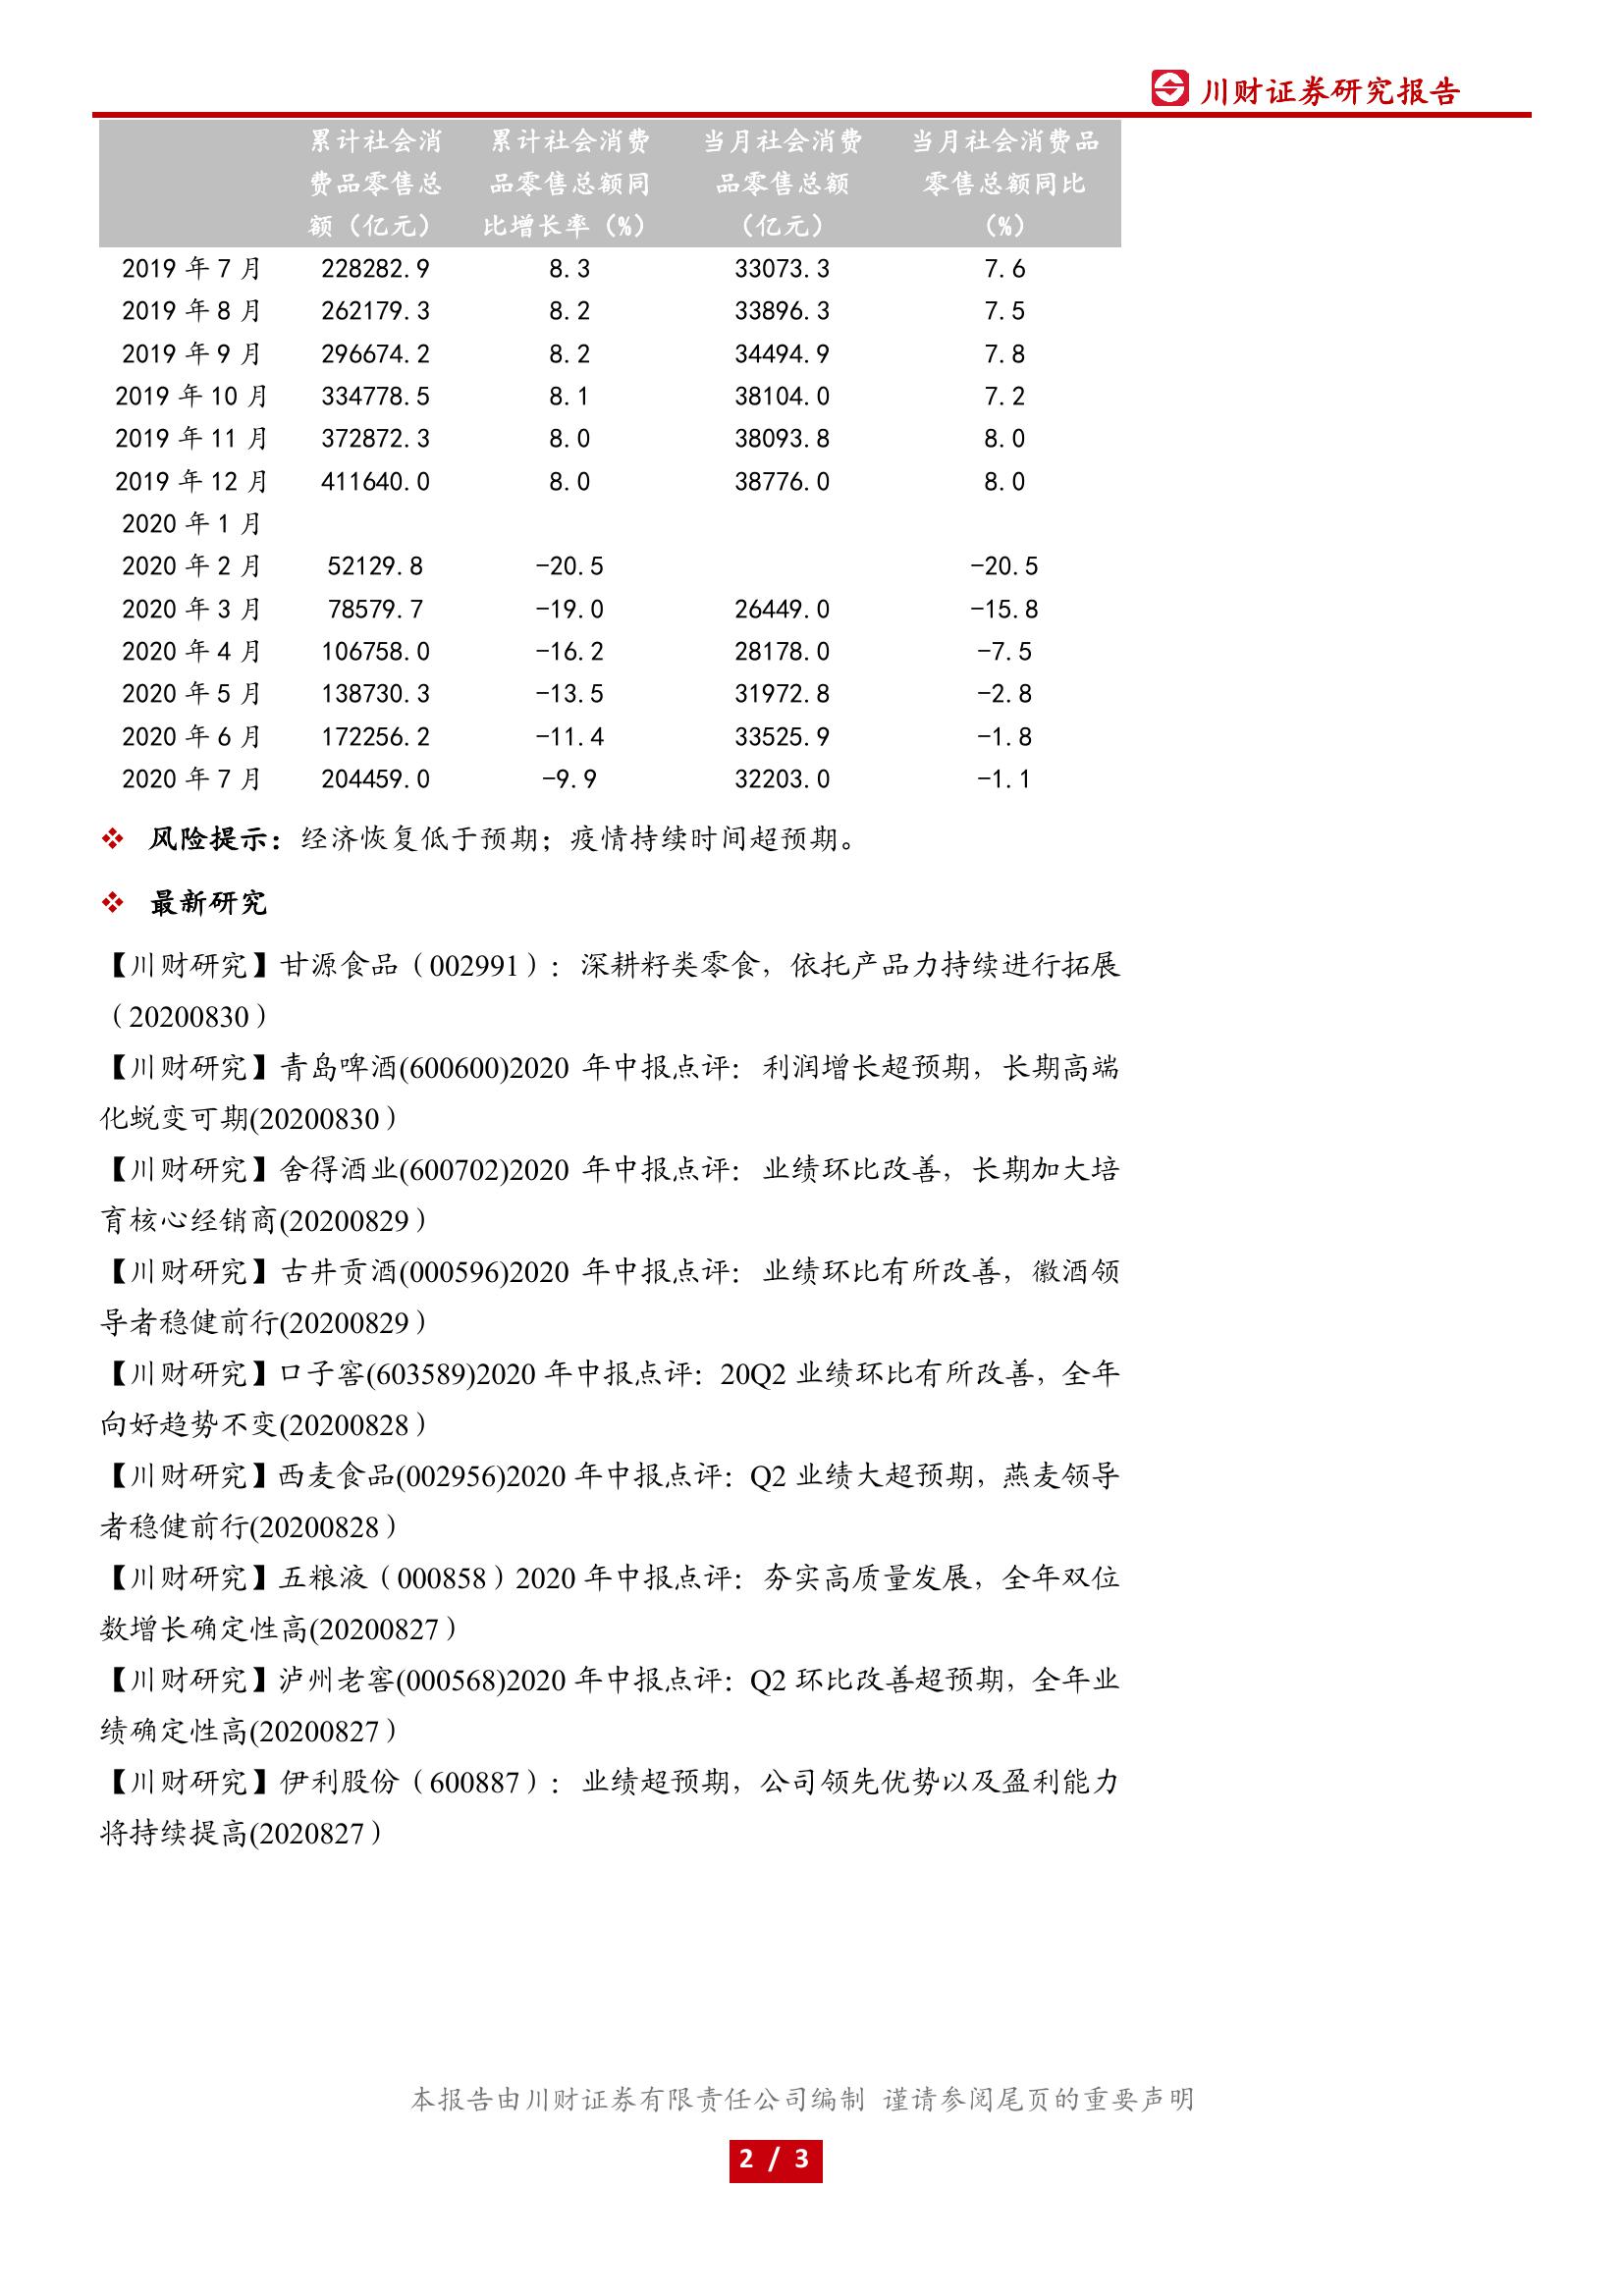 川财证券研究报告
累计社会消 累计社会消费 当月社会消费 当月社会消费品
费品零售总 品零售总额同 品零售总额 零售总额同比
额（亿元） 比增长率（%） （亿元） （%）
2019 年 7 月 228282.9 8.3 33073.3 7.6
2019 年 8 月 262179.3 8.2 33896.3 7.5
2019 年 9 月 296674.2 8.2 34494.9 7.8
2019 年 10 月 334778.5 8.1 38104.0 7.2
2019 年 11 月 372872.3 8.0 38093.8 8.0
2019 年 12 月 411640.0 8.0 38776.0 8.0
2020 年 1 月
2020 年 2 月 52129.8 -20.5 -20.5
2020 年 3 月 78579.7 -19.0 26449.0 -15.8
2020 年 4 月 106758.0 -16.2 28178.0 -7.5
2020 年 5 月 138730.3 -13.5 31972.8 -2.8
2020 年 6 月 172256.2 -11.4 33525.9 -1.8
2020 年 7 月 204459.0 -9.9 32203.0 -1.1
❖ 风险提示：经济恢复低于预期；疫情持续时间超预期。
❖ 最新研究
【川财研究】甘源食品（002991）：深耕籽类零食，依托产品力持续进行拓展
（20200830）
【川财研究】青岛啤酒(600600)2020 年中报点评：利润增长超预期，长期高端
化蜕变可期(20200830）
【川财研究】舍得酒业(600702)2020 年中报点评：业绩环比改善，长期加大培
育核心经销商(20200829）
【川财研究】古井贡酒(000596)2020 年中报点评：业绩环比有所改善，徽酒领
导者稳健前行(20200829）
【川财研究】口子窖(603589)2020 年中报点评：20Q2 业绩环比有所改善，全年
向好趋势不变(20200828）
【川财研究】西麦食品(002956)2020 年中报点评：Q2 业绩大超预期，燕麦领导
者稳健前行(20200828）
【川财研究】五粮液（000858）2020 年中报点评：夯实高质量发展，全年双位
数增长确定性高(20200827）
【川财研究】泸州老窖(000568)2020 年中报点评：Q2 环比改善超预期，全年业
绩确定性高(20200827）
【川财研究】伊利股份（600887）：业绩超预期，公司领先优势以及盈利能力
将持续提高(2020827）
本报告由川财证券有限责任公司编制 谨请参阅尾页的重要声明
2 / 3